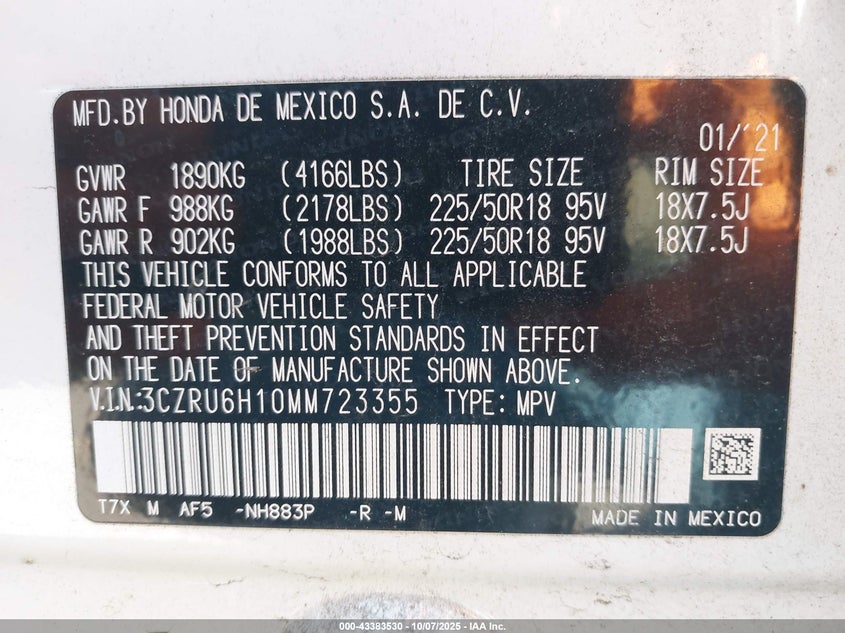 MFD.BY HONDA DE MEXICO S.A. DE C.V.
01/'21
GVWR 1890KG (4166LBS) TIRE SIZE RIM SIZE
GAWR F 988KG (2178LBS) 225/50R18 95V 18X7.5J
GAWR R 902KG (1988LBS) 225/50R18 95V 18X7.5J
THIS VEHICLE CONFORMS TO ALL APPLICABLE
FEDERAL MOTOR VEHICLE SAFETY
AND THEFT PREVENTION STANDARDS IN EFFECT
ON THE DATE OF MANUFACTURE SHOWN ABOVE.
V.I.N.:3CZRU6H10MM723355 TYPE: MPV
T7X M AF5 -NH883P -R -M MADE IN MEXICO
000-43383530 - 10/07/2025 - IAA Inc.